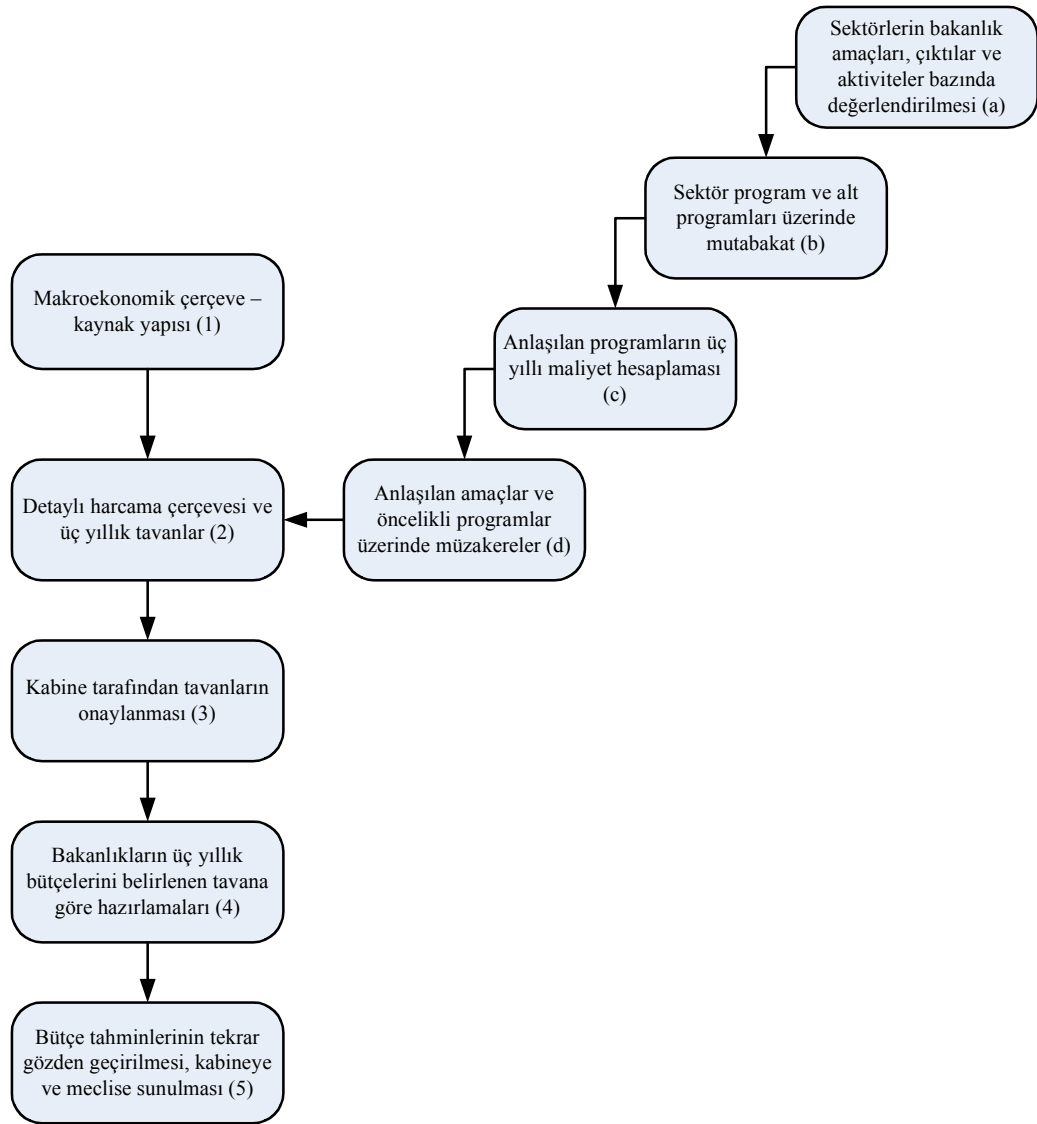 Sektörlerin bakanlık
amaçları, çıktılar ve
aktiviteler bazında
değerlendirilmesi (a)
Sektör program ve alt
programları üzerinde
mutabakat (b)
Makroekonomik çerçeve –
kaynak yapısı (1)
Anlaşılan programların üç
yıllı maliyet hesaplaması
(c)
Detaylı harcama çerçevesi ve
üç yıllık tavanlar (2)
Anlaşılan amaçlar ve
öncelikli programlar
üzerinde müzakereler (d)
Kabine tarafından tavanların
onaylanması (3)
Bakanlıkların üç yıllık
bütçelerini belirlenen tavana
göre hazırlamaları (4)
Bütçe tahminlerinin tekrar
gözden geçirilmesi, kabineye
ve meclise sunulması (5)